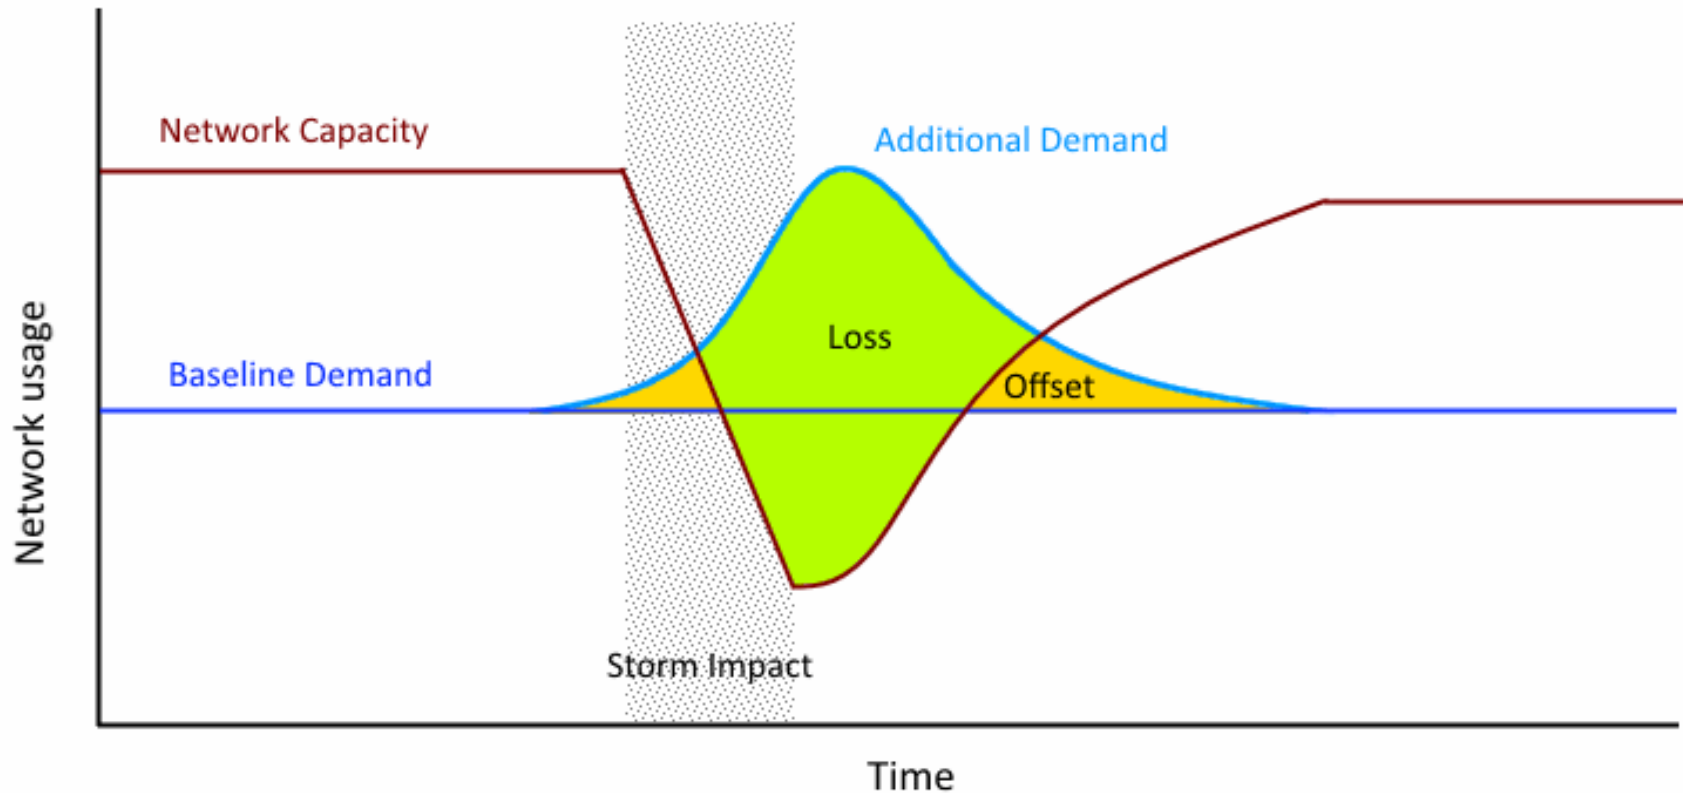 Network Capacity
Additional Demand
Loss
Baseline Demand
Offset
Network usage
Storm Impact
Time